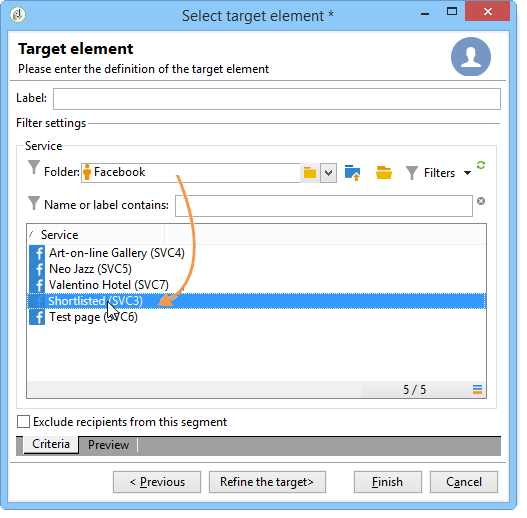 Select target element *
Target element
Please enter the definition of the target element
Label:
Filter settings
Service
Folder: Facebook Filters
Name or label contains:
Service
Art-on-line Gallery (SVC4)
Neo Jazz (SVC5)
Valentino Hotel (SVC7)
Shortlisted (SVC3)
Test page (SVC6)
5 / 5
Exclude recipients from this segment
Criteria Preview
< Previous Refine the target> Finish Cancel